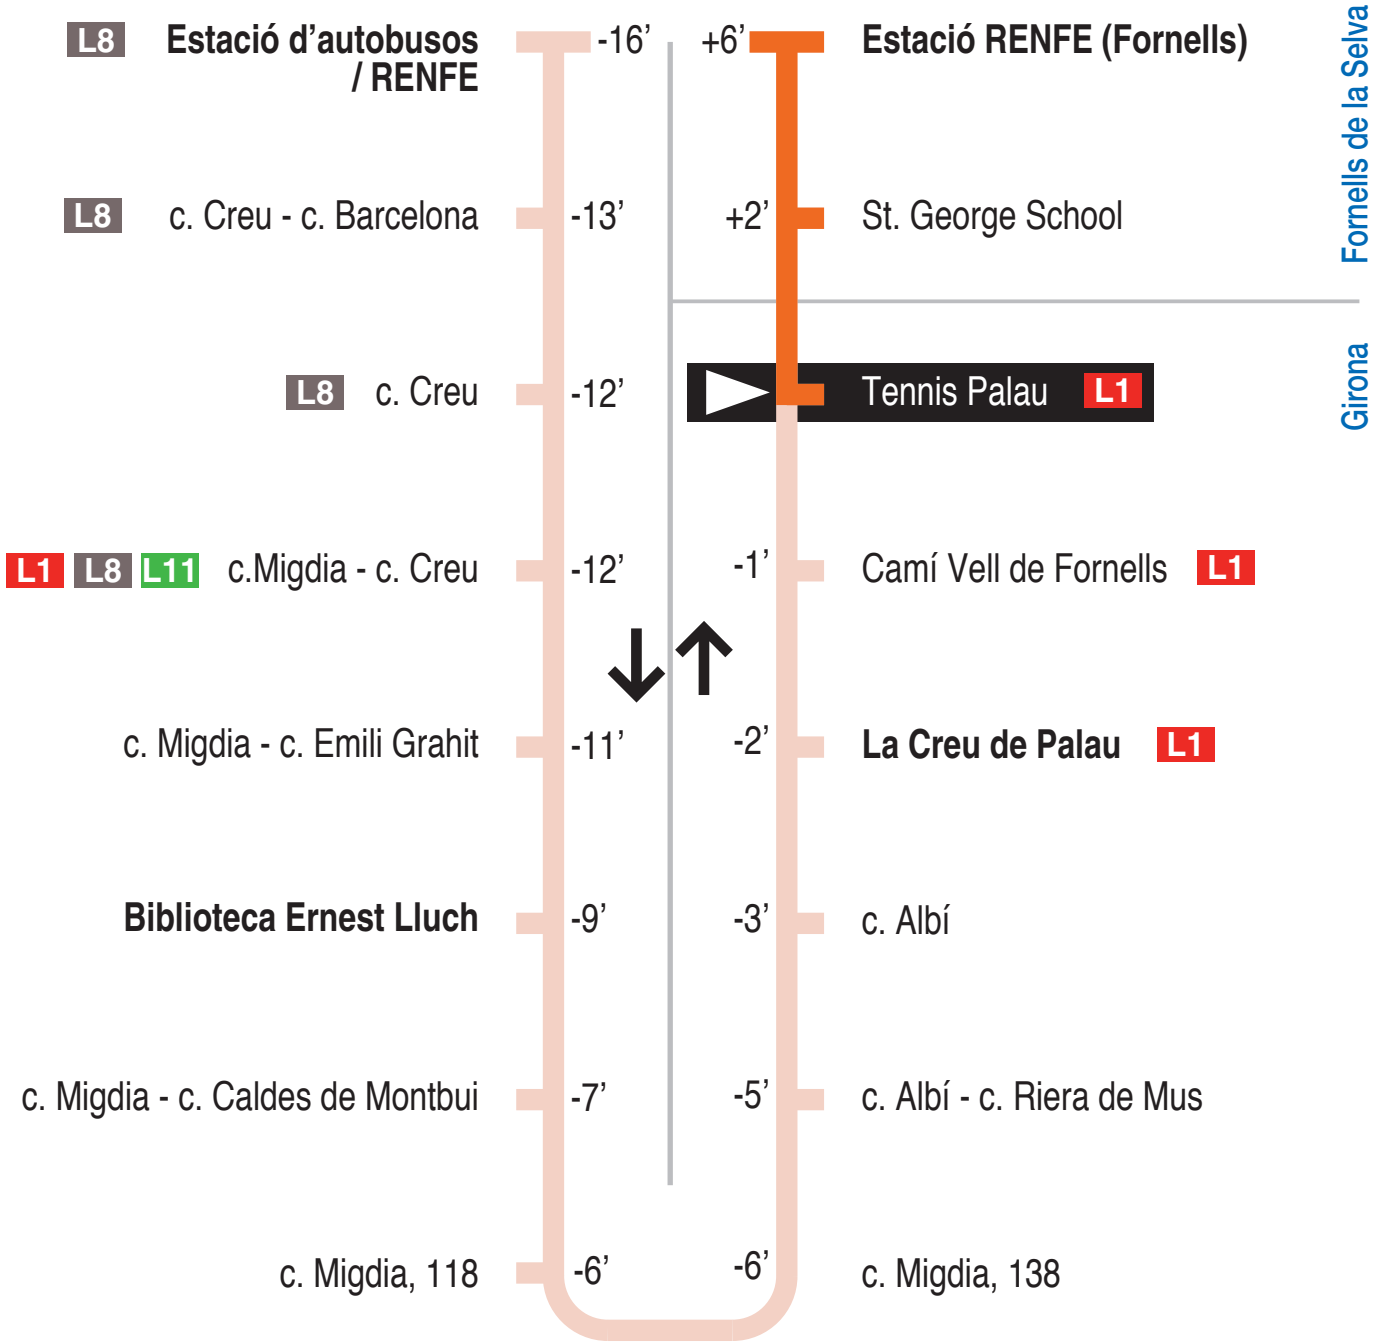 L8 Estació d’autobusos
/ RENFE
-16’
L8 c. Creu - c. Barcelona -13’
L8 c. Creu -12’
L1 L8 L11 c.Migdia - c. Creu -12’
c. Migdia - c. Emili Grahit -11’
Biblioteca Ernest Lluch -9’
c. Migdia - c. Caldes de Montbui -7’
c. Migdia, 118 -6’
+6’ Estació RENFE (Fornells)
+2’ St. George School
Tennis Palau L1
-1’ Camí Vell de Fornells L1
-2’ La Creu de Palau L1
-3’ c. Albí
-5’ c. Albí - c. Riera de Mus
-6’ c. Migdia, 138
Fornells de la Selva
Girona